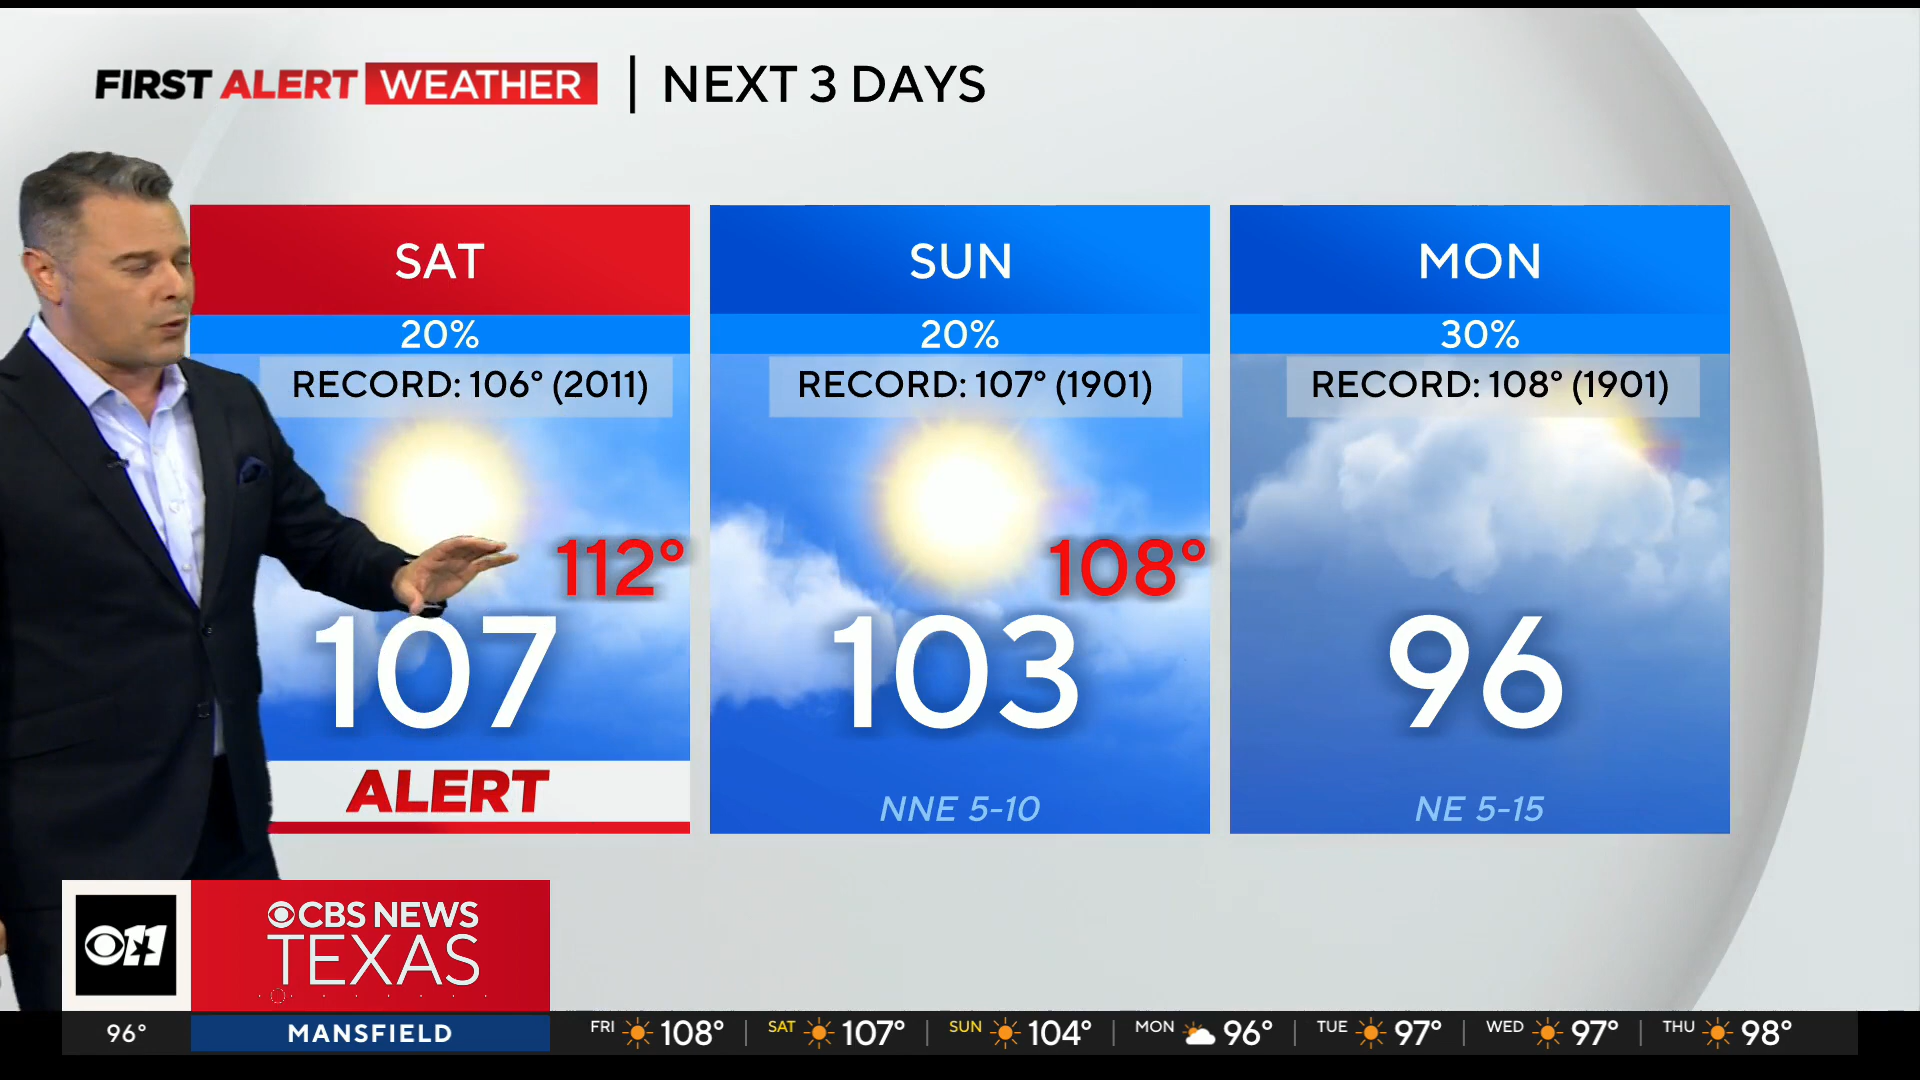 FIRST ALERT WEATHER | NEXT 3 DAYS
SAT
20%
RECORD: 106° (2011)
112°
107
ALERT
SUN
20%
RECORD: 107° (1901)
108°
103
NNE 5-10
MON
30%
RECORD: 108° (1901)
96
NE 5-15
11
CBS NEWS
TEXAS
96° MANSFIELD FRI 108° | SAT 107° | SUN 104° | MON 96° | TUE 97° | WED 97° | THU 98°